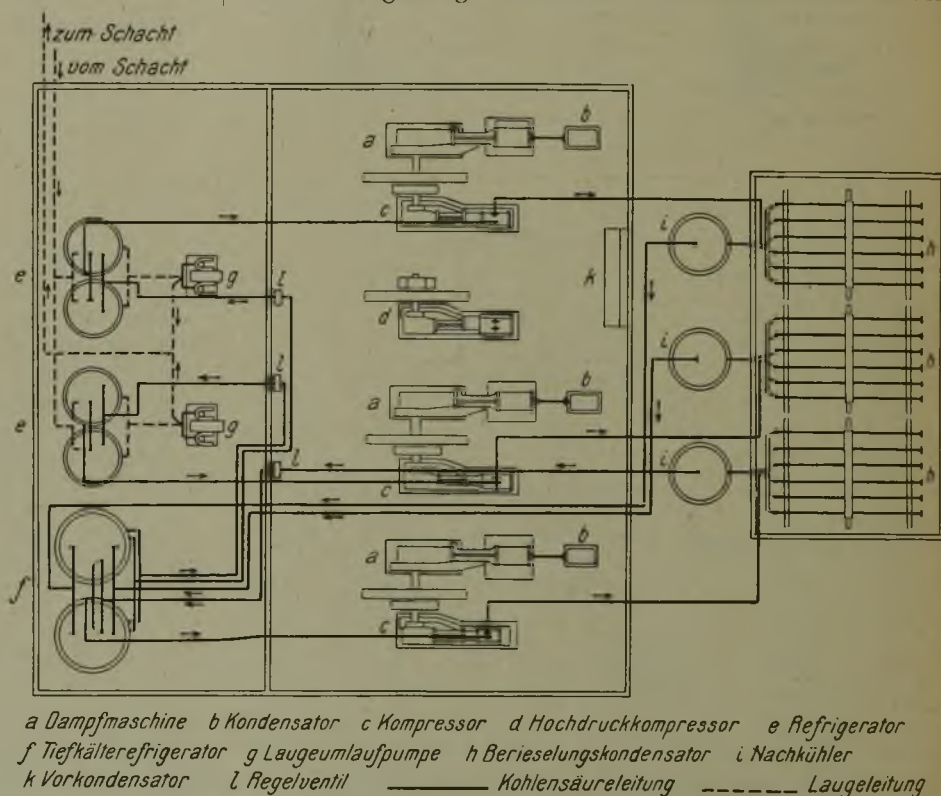 zum Schacht
vom Schacht
a
b
c
i
h
e
g
l
k
d
l
i
a
b
h
e
g
l
c
i
h
a
b
f
c
a Dampfmaschine b Kondensator c Kompressor d Hochdruckkompressor e Refrigerator
f Tiefkälterefrigerator g Laugeumlaufpumpe h Berieselungskondensator i Nachkühler
k Vorkondensator l Regelventil Kohlensäureleitung Laugeleitung